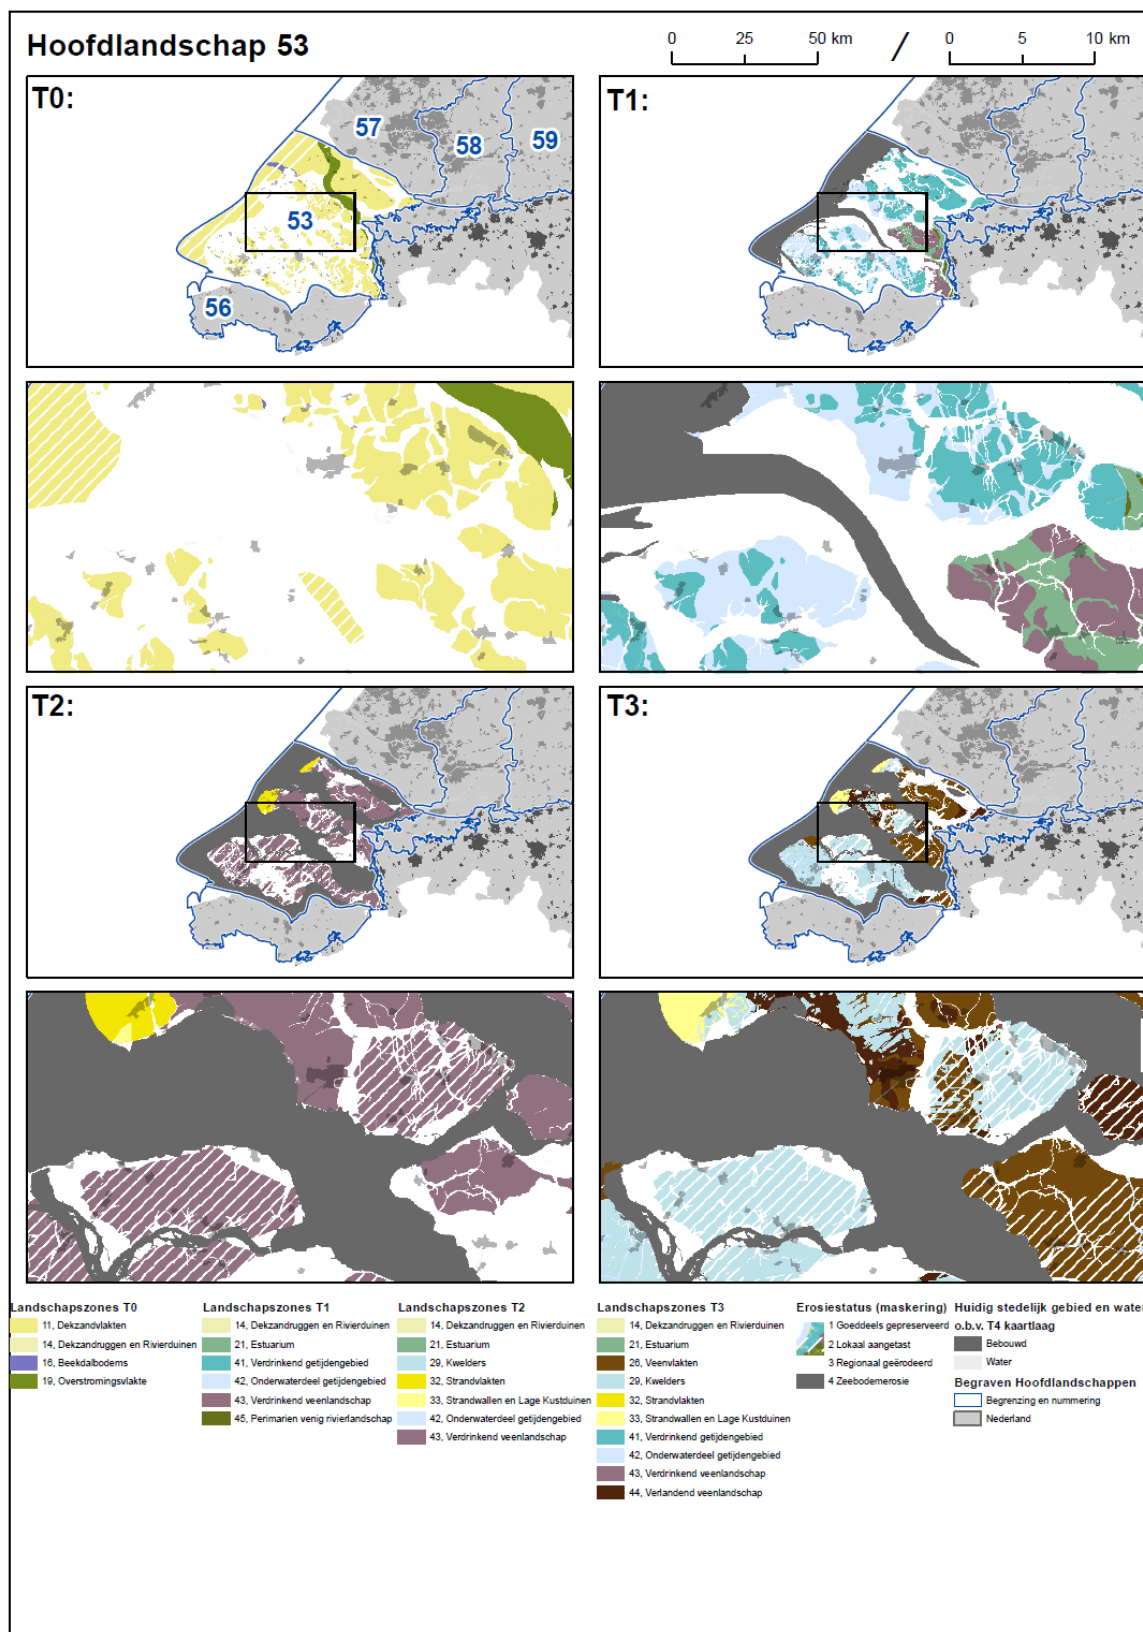 Hoofdlandschap 53
0 25 50 km / 0 5 10 km
T0:
57
58
59
53
56
T1:
T2:
T3:
Landschapszones T0
11, Dekzandvlakten
14, Dekzandruggen en Rivierduinen
16, Beekdalbodems
19, Overstromingsvlakte
Landschapszones T1
14, Dekzandruggen en Rivierduinen
21, Estuarium
41, Verdrinkend getijdengebied
42, Onderwaterdeel getijdengebied
43, Verdrinkend veenlandschap
45, Perimarien venig rivierlandschap
Landschapszones T2
14, Dekzandruggen en Rivierduinen
21, Estuarium
29, Kwelders
32, Strandvlakten
33, Strandwallen en Lage Kustduinen
42, Onderwaterdeel getijdengebied
43, Verdrinkend veenlandschap
Landschapszones T3
14, Dekzandruggen en Rivierduinen
21, Estuarium
26, Veenvlakten
29, Kwelders
32, Strandvlakten
33, Strandwallen en Lage Kustduinen
41, Verdrinkend getijdengebied
42, Onderwaterdeel getijdengebied
43, Verdrinkend veenlandschap
44, Verlandend veenlandschap
Erosiestatus (maskering)
1 Goeddeels gepreserveerd
2 Lokaal aangetast
3 Regionaal geërodeerd
4 Zeebodemerosie
Huidig stedelijk gebied en water
o.b.v. T4 kaartlaag
Bebouwd
Water
Begraven Hoofdlandschappen
Begrenzing en nummering
Nederland